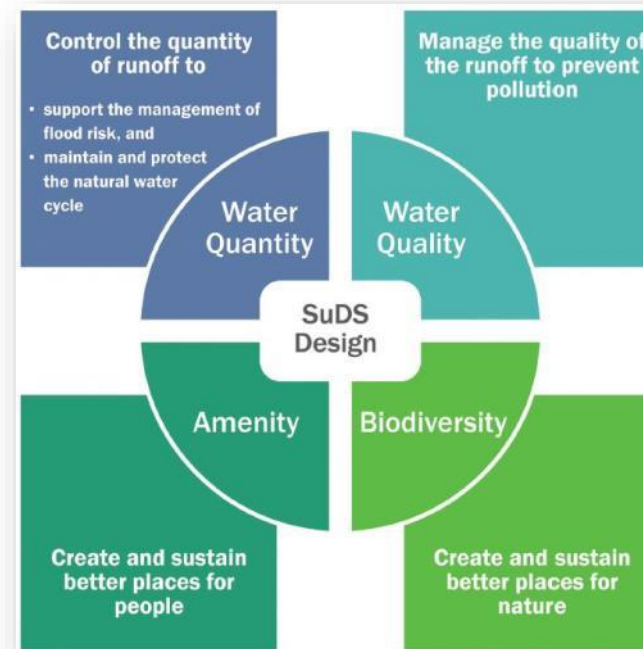 Control the quantity
of runoff to
• support the management of
flood risk, and
• maintain and protect
the natural water
cycle
Manage the quality of
the runoff to prevent
pollution
Water
Quantity
Water
Quality
SuDS
Design
Amenity
Biodiversity
Create and sustain
better places for
people
Create and sustain
better places for
nature